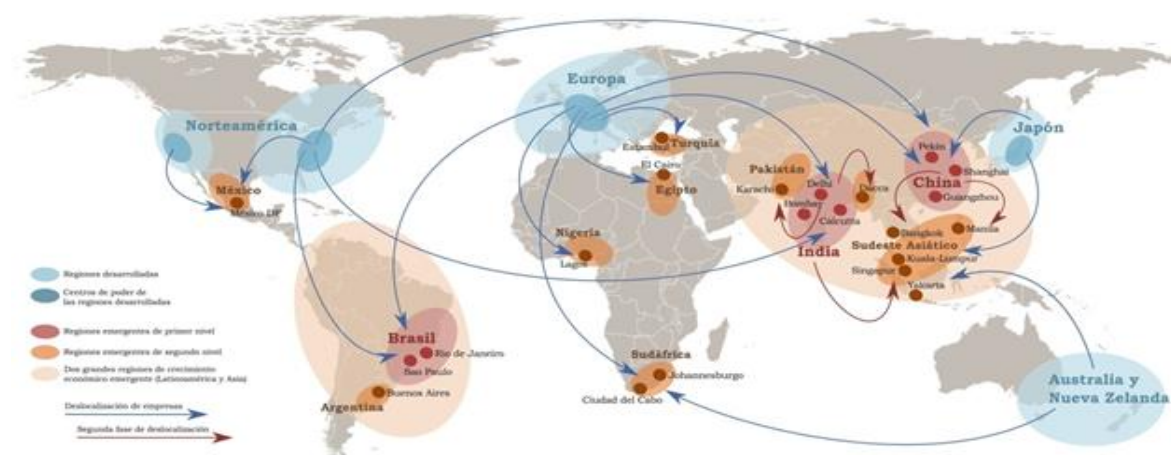 Norteamérica
Europa
Japón
México
México DF
Estambul
Turquía
El Cairo
Egipto
Nigeria
Lagos
Pakistán
Karachi
Delhi
Bombay
Calcuta
India
Dacca
Pekín
Shanghai
China
Guangzhou
Bangkok
Manila
Sudeste Asiático
Kuala-Lumpur
Singapur
Yakarta
Brasil
Rio de Janeiro
Sao Paulo
Buenos Aires
Argentina
Sudáfrica
Johannesburgo
Ciudad del Cabo
Australia y
Nueva Zelanda
Regiones desarrolladas
Centros de poder de
las regiones desarrolladas
Regiones emergentes de primer nivel
Regiones emergentes de segundo nivel
Dos grandes regiones de crecimiento
económico emergente (Latinoamérica y Asia)
Deslocalización de empresas
Segunda fase de deslocalización